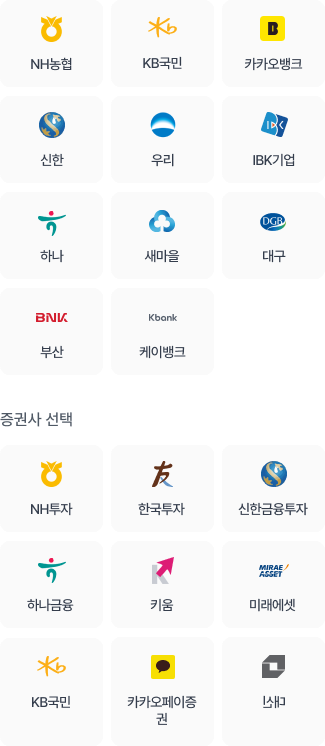 NH농협
KB국민
카카오뱅크
신한
우리
IBK기업
하나
새마을
DGB
대구
BNK
부산
Kbank
케이뱅크
증권사 선택
NH투자
한국투자
신한금융투자
하나금융
키움
MIRAE ASSET
미래에셋
KB국민
카카오페이증
권